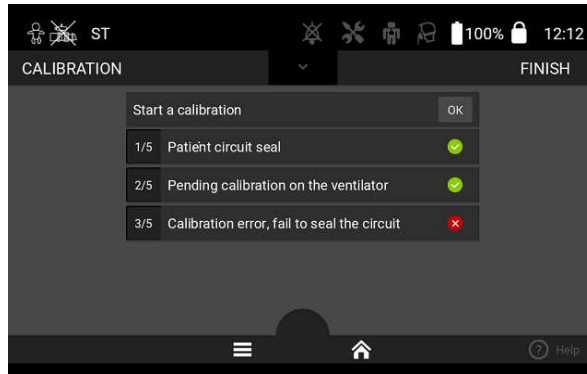 ST
100%
12:12
CALIBRATION
FINISH
Start a calibration
OK
1/5 Patient circuit seal
2/5 Pending calibration on the ventilator
3/5 Calibration error, fail to seal the circuit
? Help